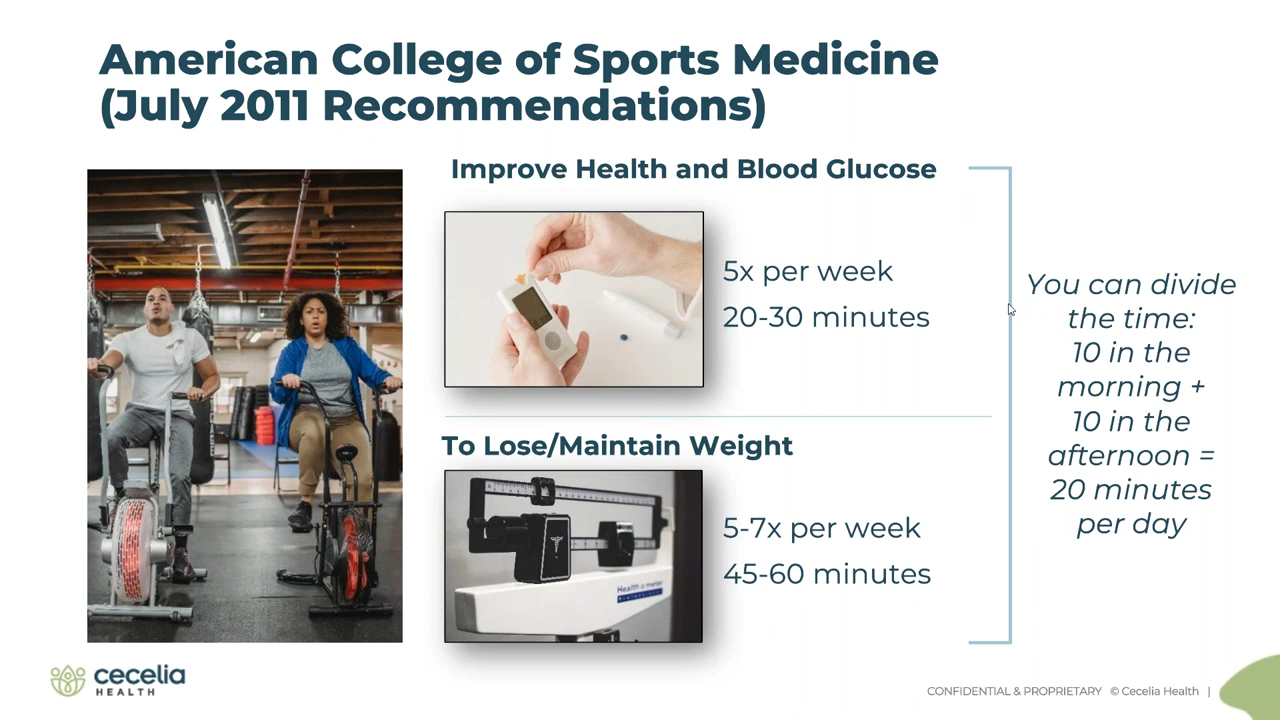 American College of Sports Medicine
(July 2011 Recommendations)
Improve Health and Blood Glucose
5x per week
20-30 minutes
To Lose/Maintain Weight
5-7x per week
45-60 minutes
You can divide
the time:
10 in the
morning +
10 in the
afternoon =
20 minutes
per day
Health o meter
cecelia
HEALTH
CONFIDENTIAL & PROPRIETARY © Cecelia Health |